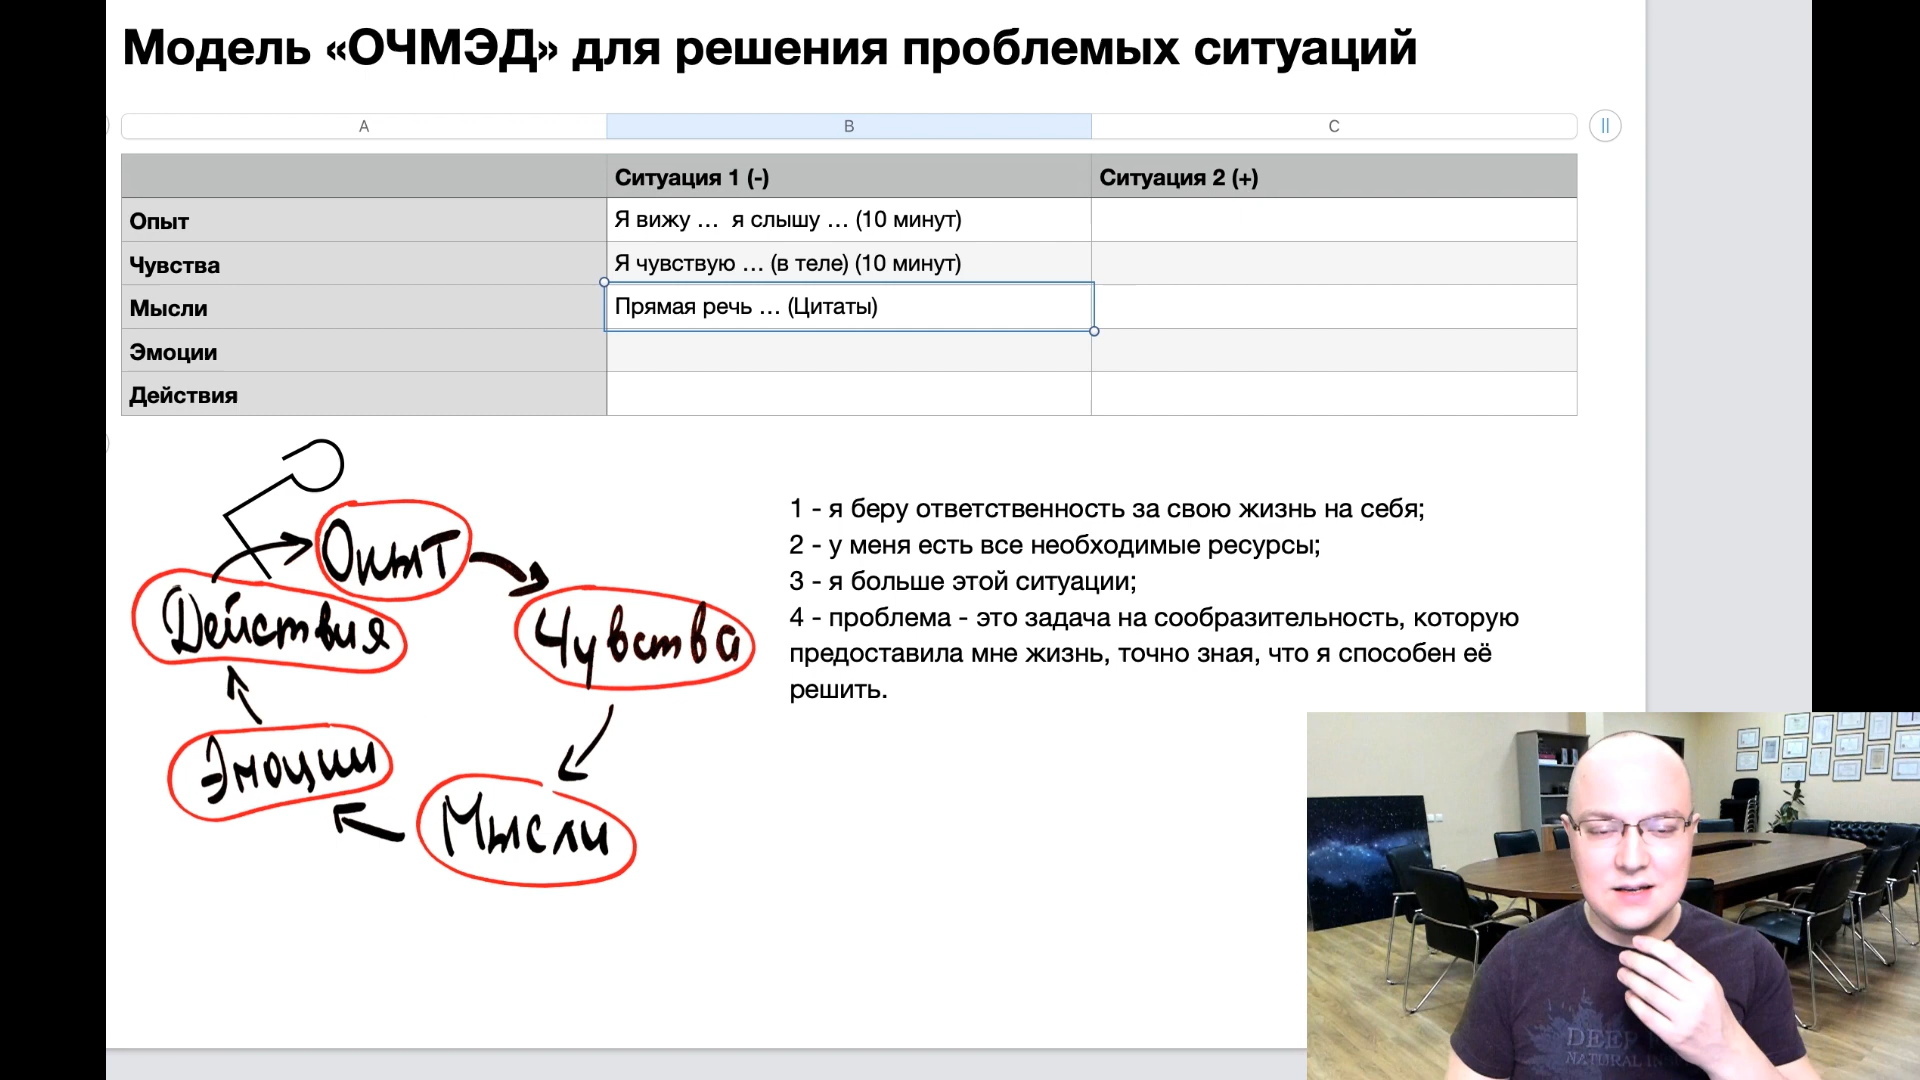 Модель «ОЧМЭД» для решения проблемых ситуаций
A B C
Ситуация 1 (-) Ситуация 2 (+)
Опыт Я вижу … я слышу … (10 минут)
Чувства Я чувствую … (в теле) (10 минут)
Мысли Прямая речь … (Цитаты)
Эмоции
Действия
Опыт
Действия
Чувства
Эмоции
Мысли
1 - я беру ответственность за свою жизнь на себя;
2 - у меня есть все необходимые ресурсы;
3 - я больше этой ситуации;
4 - проблема - это задача на сообразительность, которую
предоставила мне жизнь, точно зная, что я способен её
решить.
DEEP
NATURAL